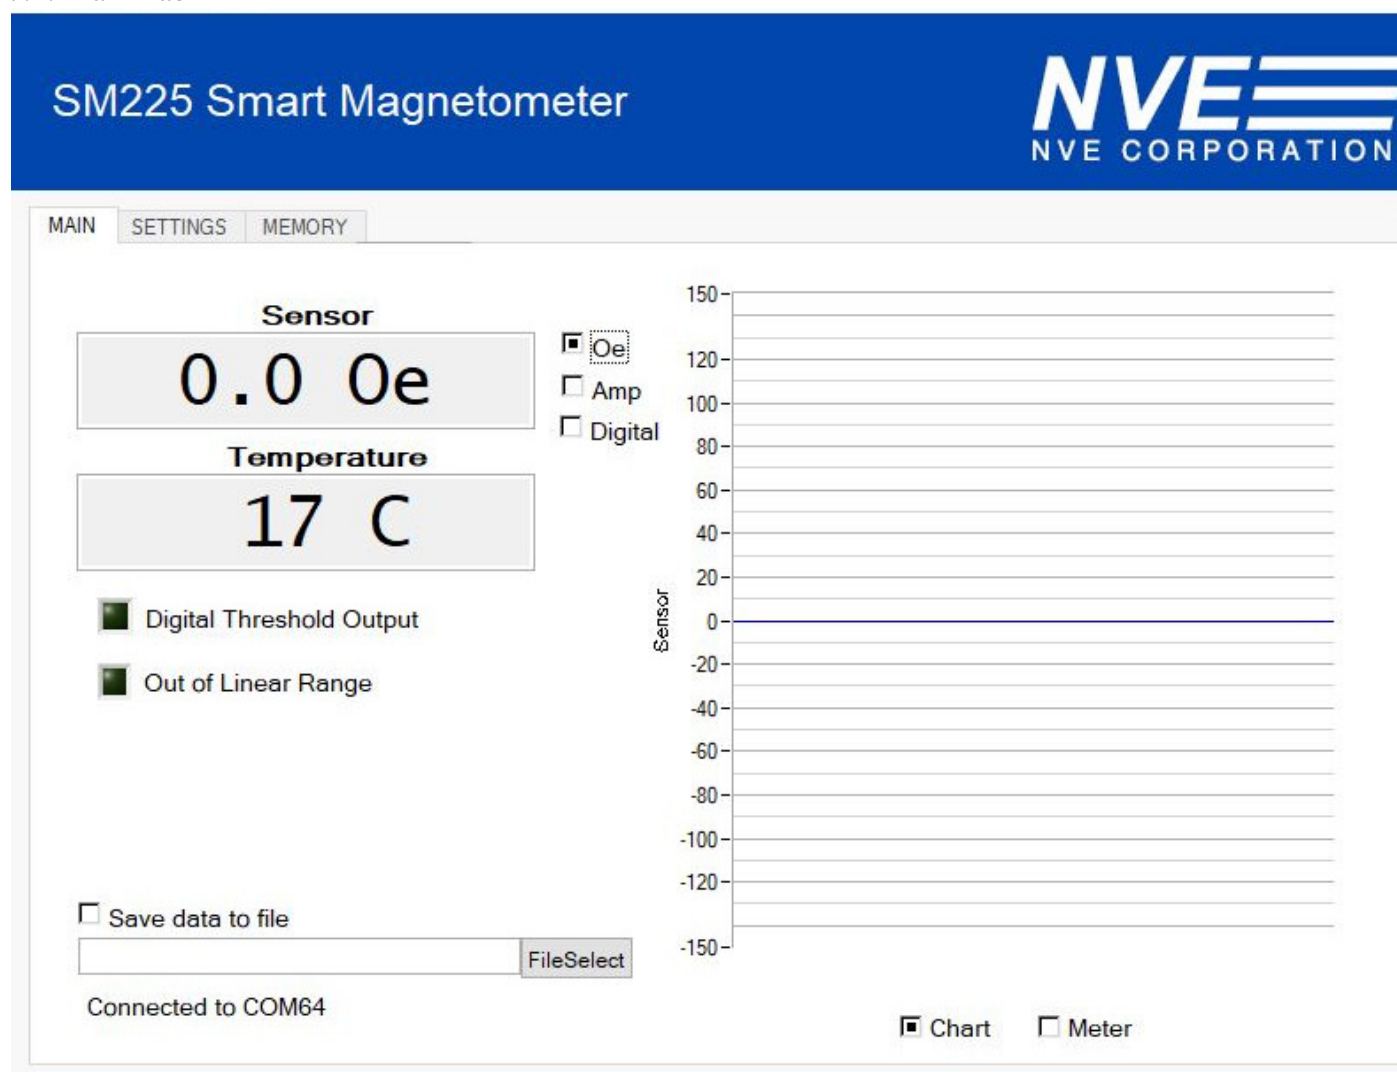 SM225 Smart Magnetometer
NVE
NVE CORPORATION
MAIN SETTINGS MEMORY
Sensor
0.0 Oe
Oe
Amp
Digital
Temperature
17 C
Digital Threshold Output
Out of Linear Range
Save data to file
FileSelect
Connected to COM64
Sensor
150
120
100
80
60
40
20
0
-20
-40
-60
-80
-100
-120
-150
Chart Meter